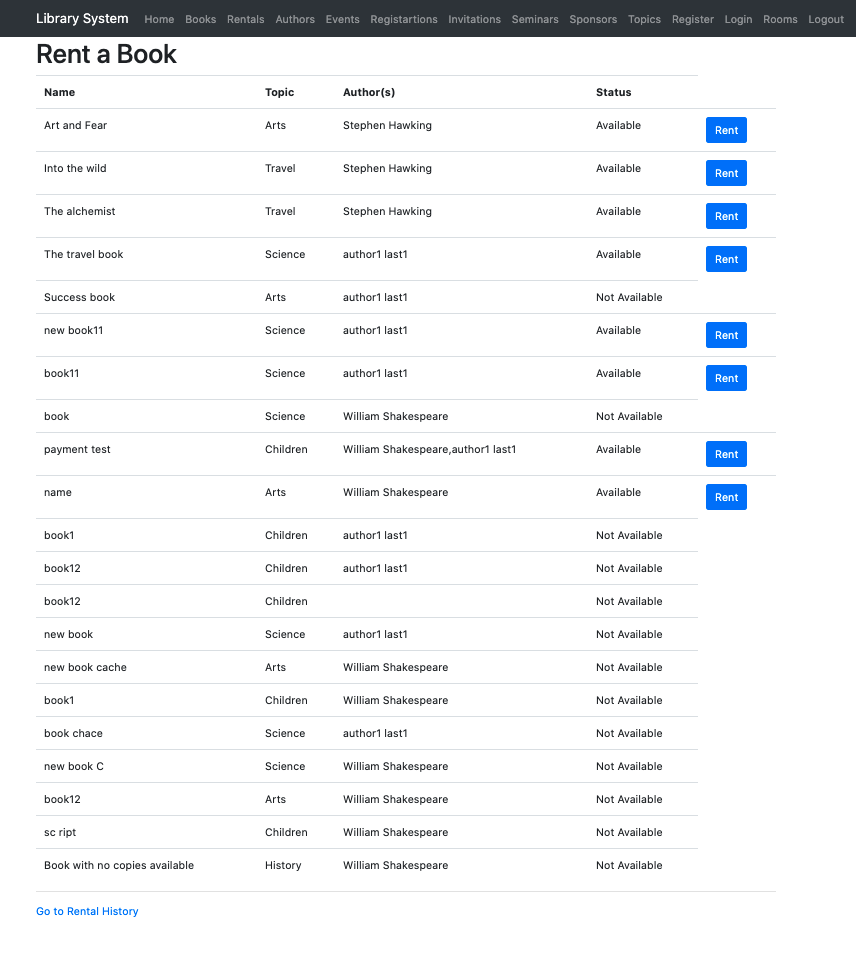 Library System Home Books Rentals Authors Events Registartions Invitations Seminars Sponsors Topics Register Login Rooms Logout
Rent a Book
Name Topic Author(s) Status
Art and Fear Arts Stephen Hawking Available Rent
Into the wild Travel Stephen Hawking Available Rent
The alchemist Travel Stephen Hawking Available Rent
The travel book Science author1 last1 Available Rent
Success book Arts author1 last1 Not Available
new book11 Science author1 last1 Available Rent
book11 Science author1 last1 Available Rent
book Science William Shakespeare Not Available
payment test Children William Shakespeare,author1 last1 Available Rent
name Arts William Shakespeare Available Rent
book1 Children author1 last1 Not Available
book12 Children author1 last1 Not Available
book12 Children Not Available
new book Science author1 last1 Not Available
new book cache Arts William Shakespeare Not Available
book1 Children William Shakespeare Not Available
book chace Science author1 last1 Not Available
new book C Science William Shakespeare Not Available
book12 Arts William Shakespeare Not Available
sc ript Children William Shakespeare Not Available
Book with no copies available History William Shakespeare Not Available
Go to Rental History